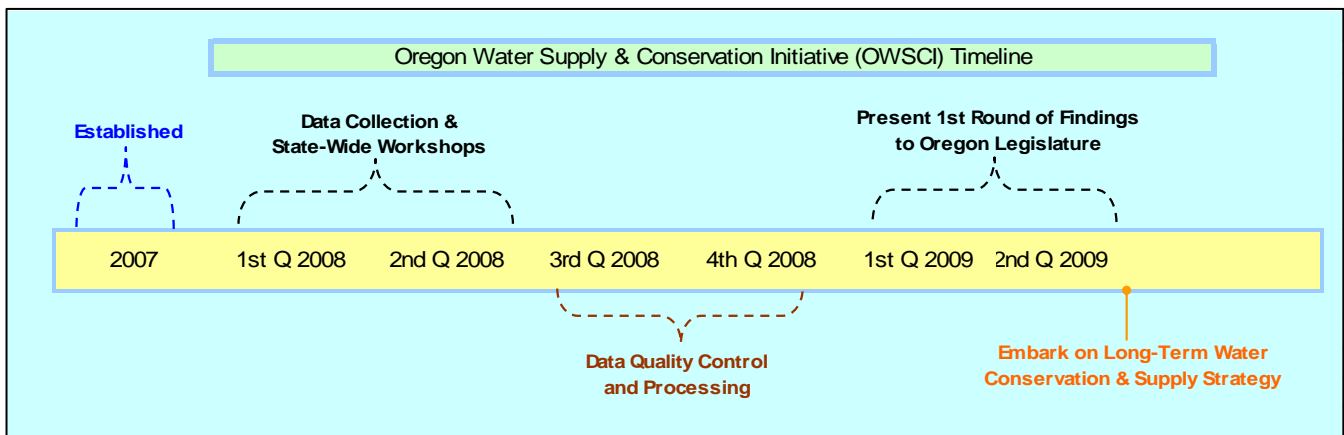 Oregon Water Supply & Conservation Initiative (OWSCI) Timeline
Established
Data Collection &
State-Wide Workshops
Present 1st Round of Findings
to Oregon Legislature
2007 1st Q 2008 2nd Q 2008 3rd Q 2008 4th Q 2008 1st Q 2009 2nd Q 2009
Data Quality Control
and Processing
Embark on Long-Term Water
Conservation & Supply Strategy